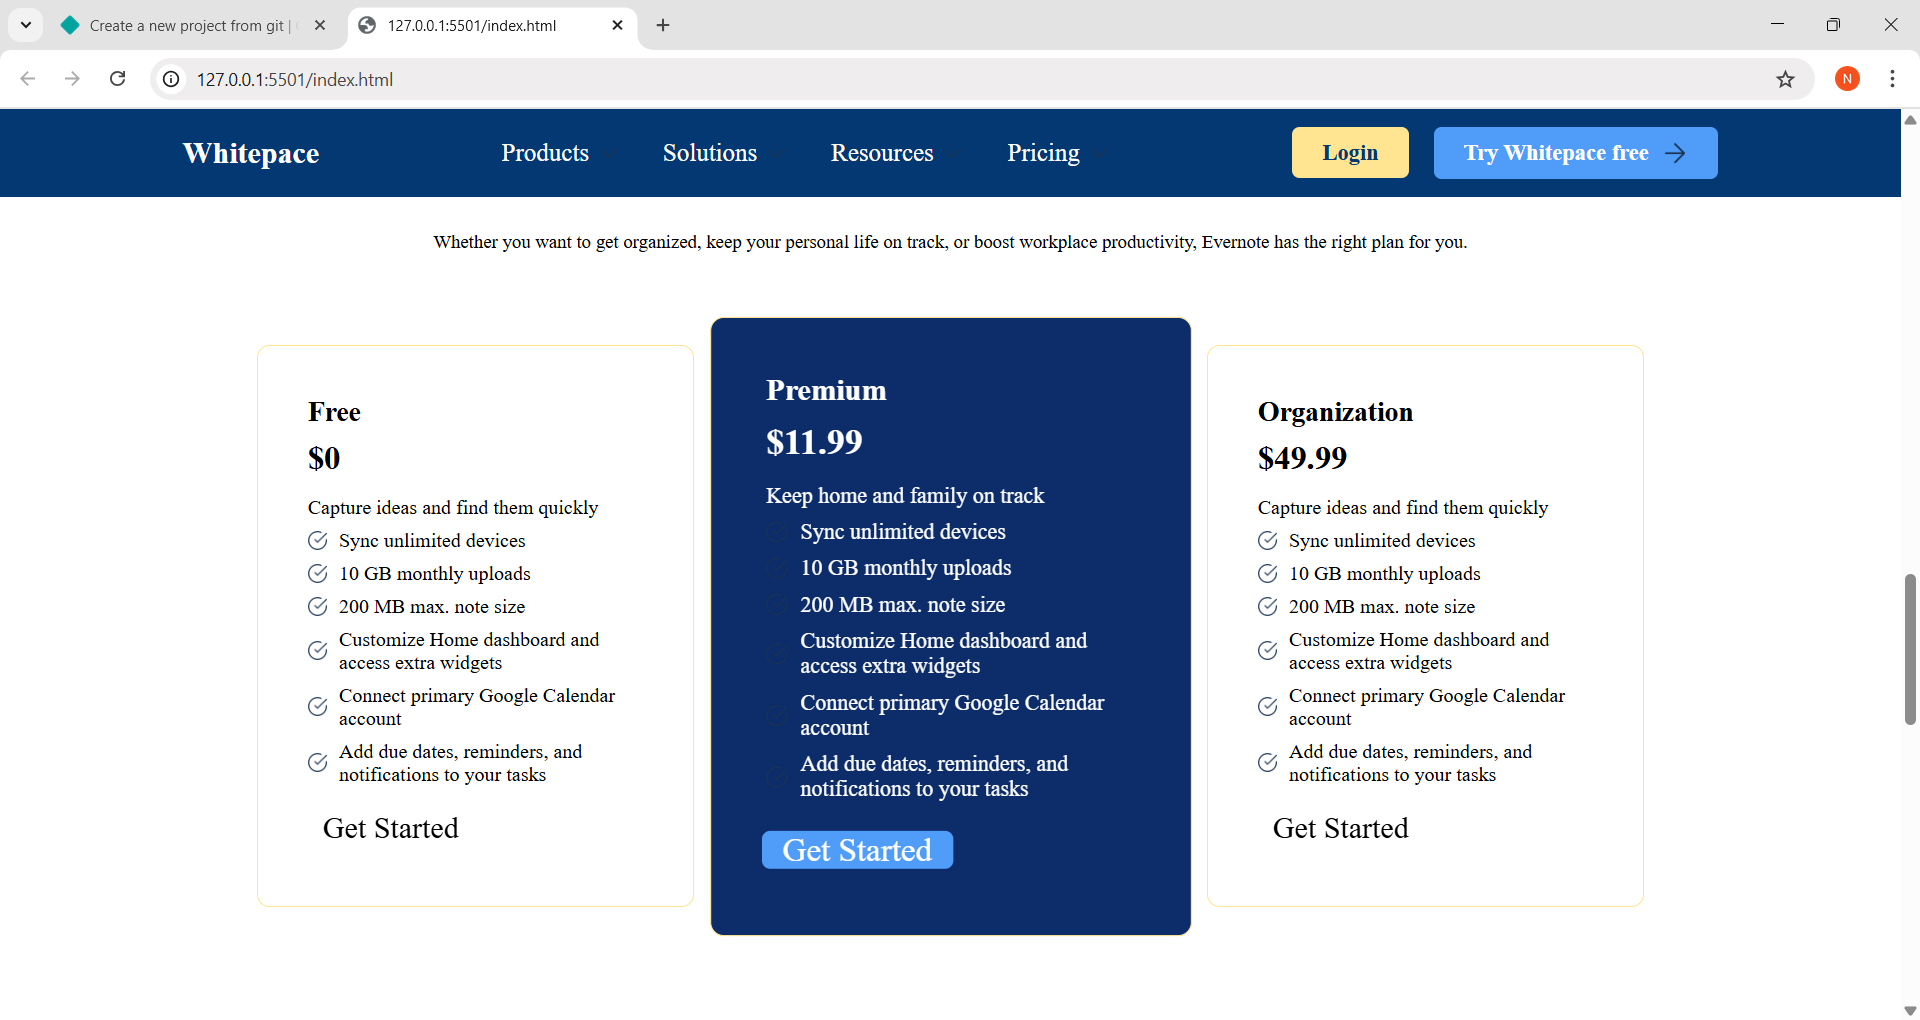 Create a new project from git |
127.0.0.1:5501/index.html
127.0.0.1:5501/index.html
N
Whitepace
Products
Solutions
Resources
Pricing
Login
Try Whitepace free
Whether you want to get organized, keep your personal life on track, or boost workplace productivity, Evernote has the right plan for you.
Free
$0
Capture ideas and find them quickly
Sync unlimited devices
10 GB monthly uploads
200 MB max. note size
Customize Home dashboard and
access extra widgets
Connect primary Google Calendar
account
Add due dates, reminders, and
notifications to your tasks
Get Started
Premium
$11.99
Keep home and family on track
Sync unlimited devices
10 GB monthly uploads
200 MB max. note size
Customize Home dashboard and
access extra widgets
Connect primary Google Calendar
account
Add due dates, reminders, and
notifications to your tasks
Get Started
Organization
$49.99
Capture ideas and find them quickly
Sync unlimited devices
10 GB monthly uploads
200 MB max. note size
Customize Home dashboard and
access extra widgets
Connect primary Google Calendar
account
Add due dates, reminders, and
notifications to your tasks
Get Started